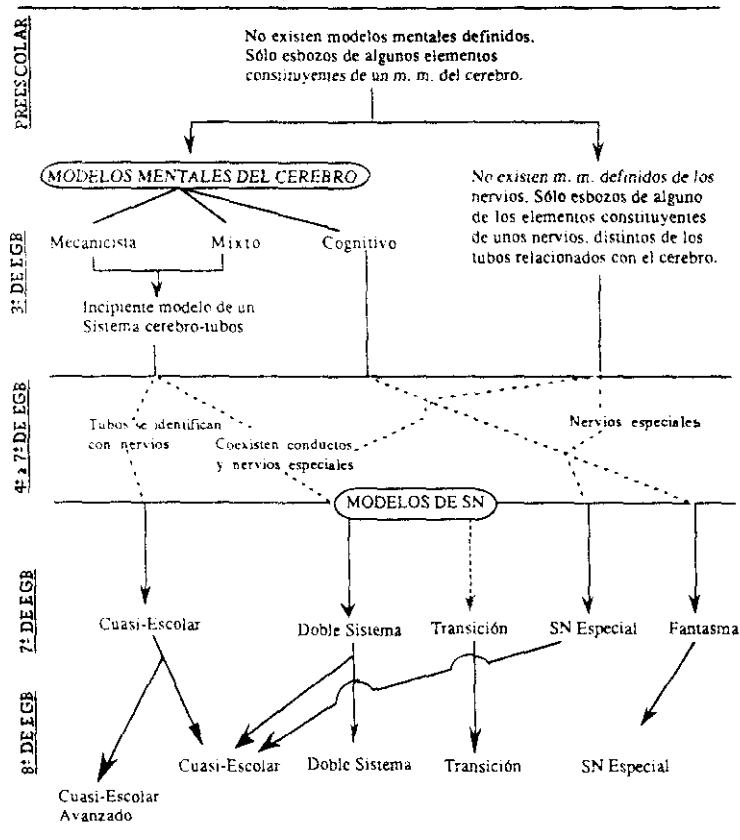 PREESCOLAR
No existen modelos mentales definidos.
Sólo esbozos de algunos elementos
constituyentes de un m. m. del cerebro.
3º DE EGB
MODELOS MENTALES DEL CEREBRO
Mecanicista
Mixto
Cognitivo
Incipiente modelo de un
Sistema cerebro-tubos
No existen m. m. definidos de los
nervios. Sólo esbozos de alguno
de los elementos constituyentes
de unos nervios, distintos de los
tubos relacionados con el cerebro.
4º a 7º DE EGB
Tubos se identifican
con nervios
Coexisten conductos
y nervios especiales
Nervios especiales
MODELOS DE SN
7º DE EGB
Cuasi-Escolar
Doble Sistema
Transición
SN Especial
Fantasma
8º DE EGB
Cuasi-Escolar
Doble Sistema
Transición
SN Especial
Cuasi-Escolar
Avanzado